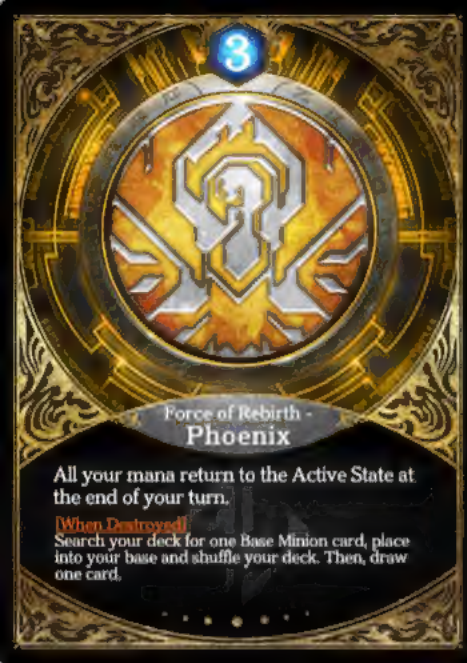 3
Force of Rebirth -
Phoenix
All your mana return to the Active State at
the end of your turn.
[When Destroyed]
Search your deck for one Base Minion card, place
into your base and shuffle your deck. Then, draw
one card.